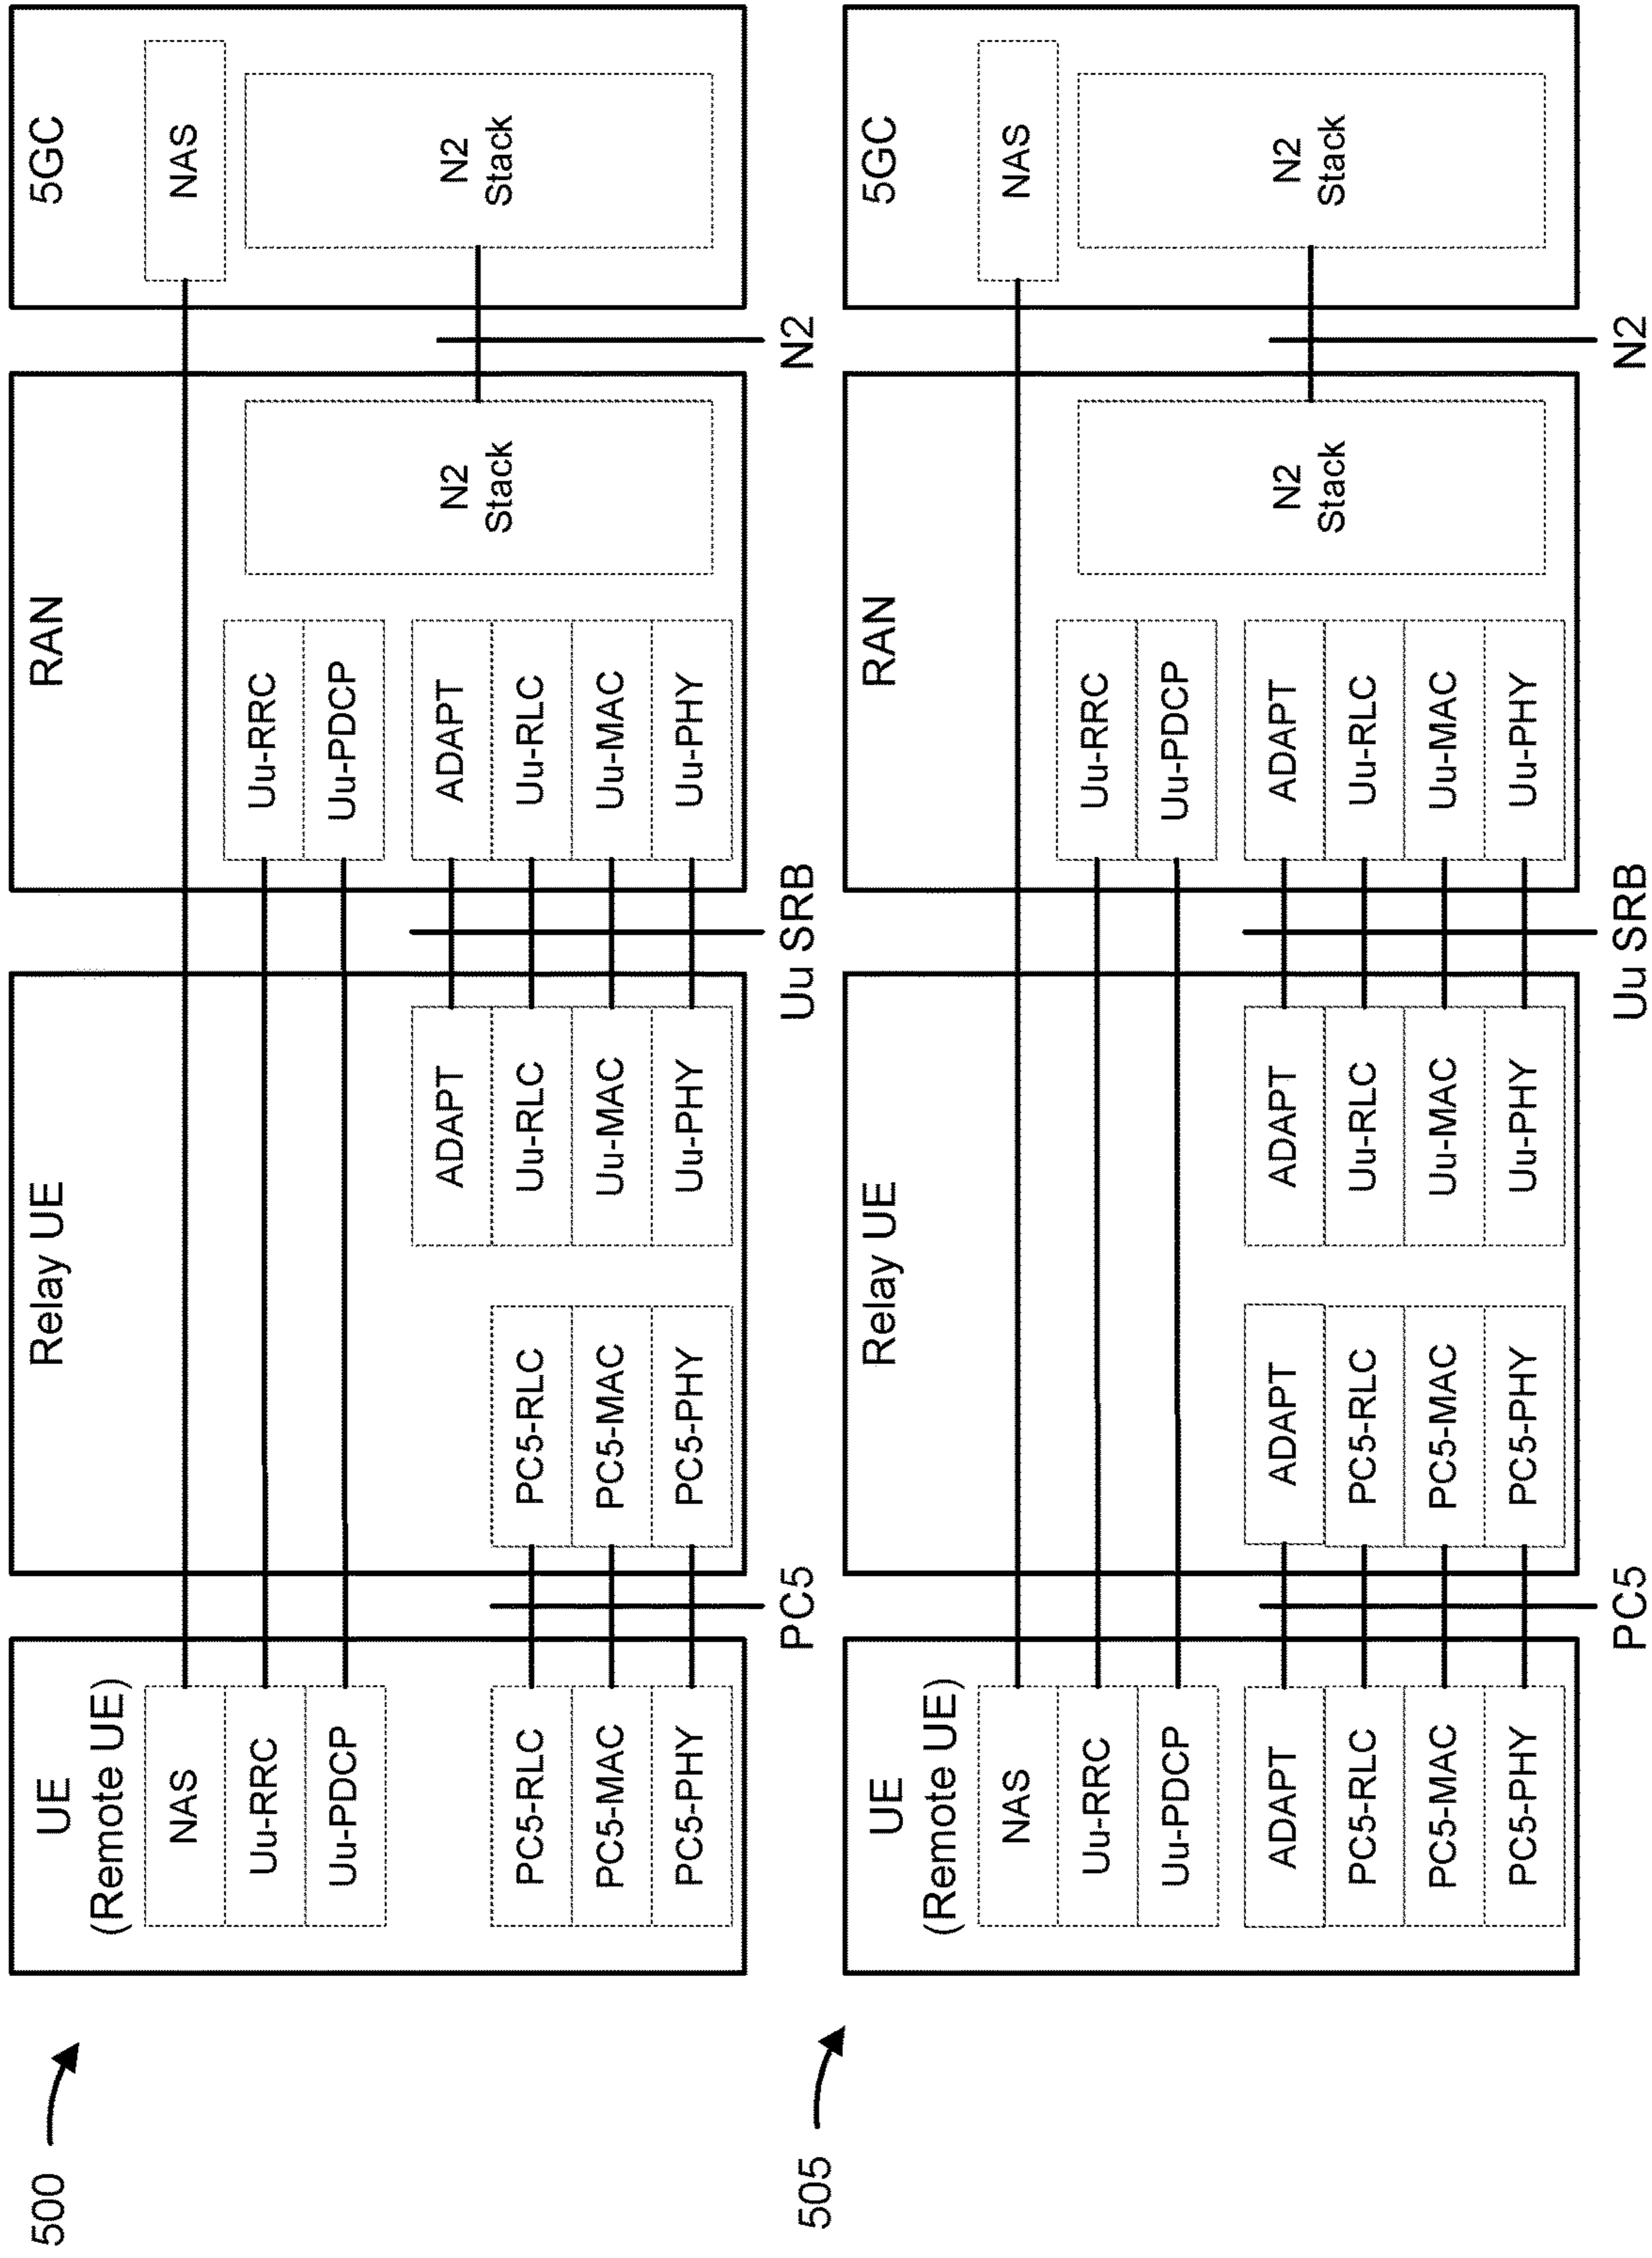 500
UE
(Remote UE)
NAS
Uu-RRC
Uu-PDCP
PC5-RLC
PC5-MAC
PC5-PHY
PC5
Relay UE
PC5-RLC
PC5-MAC
PC5-PHY
ADAPT
Uu-RLC
Uu-MAC
Uu-PHY
Uu SRB
RAN
Uu-RRC
Uu-PDCP
ADAPT
Uu-RLC
Uu-MAC
Uu-PHY
N2
Stack
N2
5GC
NAS
N2
Stack
505
UE
(Remote UE)
NAS
Uu-RRC
Uu-PDCP
ADAPT
PC5-RLC
PC5-MAC
PC5-PHY
PC5
Relay UE
ADAPT
PC5-RLC
PC5-MAC
PC5-PHY
ADAPT
Uu-RLC
Uu-MAC
Uu-PHY
Uu SRB
RAN
Uu-RRC
Uu-PDCP
ADAPT
Uu-RLC
Uu-MAC
Uu-PHY
N2
Stack
N2
5GC
NAS
N2
Stack